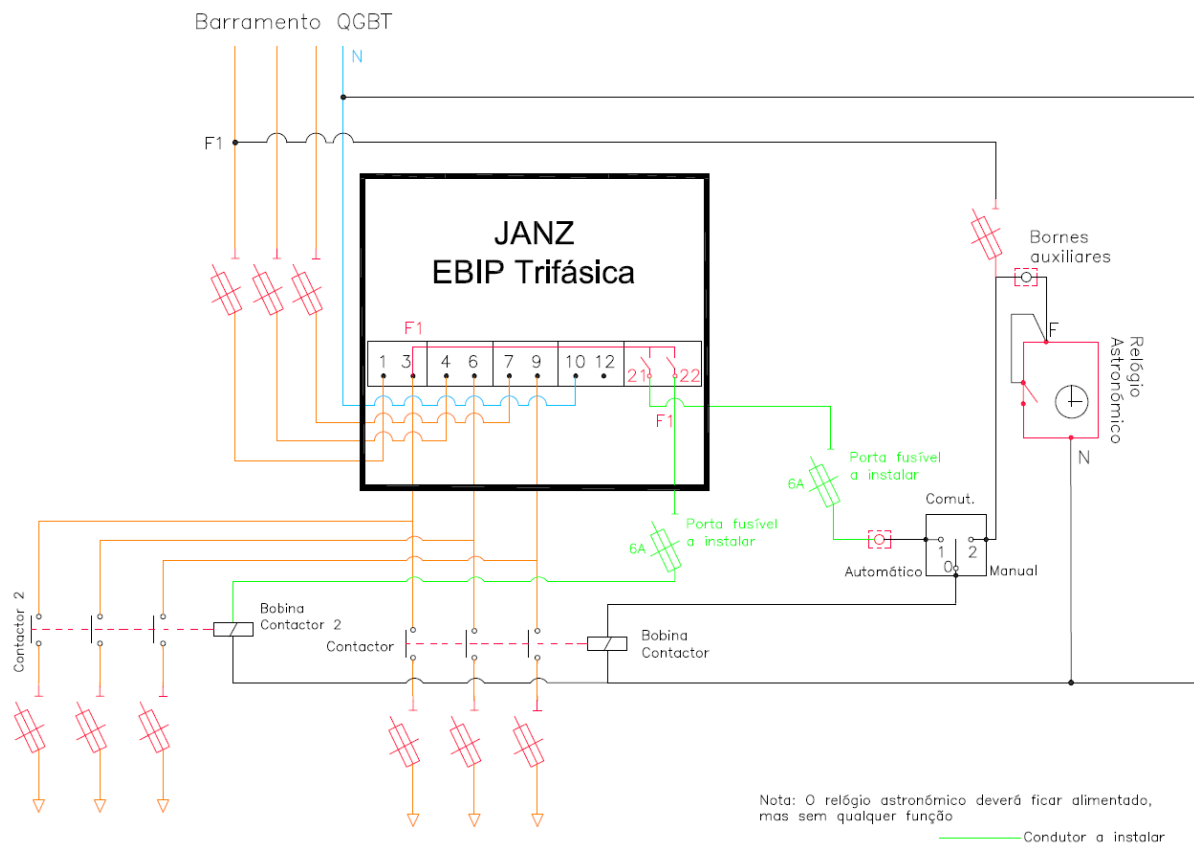 Barramento QGBT
N
F1
JANZ
EBIP Trifásica
F1
1 3 4 6 7 9 10 12
21 22
F1
Bornes
auxiliares
F
Relógio
Astronómico
N
Porta fusível
a instalar
6A
Porta fusível
a instalar
6A
Comut.
1 2
0
Automático
Manual
Contactor 2
Bobina
Contactor 2
Contactor
Bobina
Contactor
Nota: O relógio astronómico deverá ficar alimentado,
mas sem qualquer função
Condutor a instalar